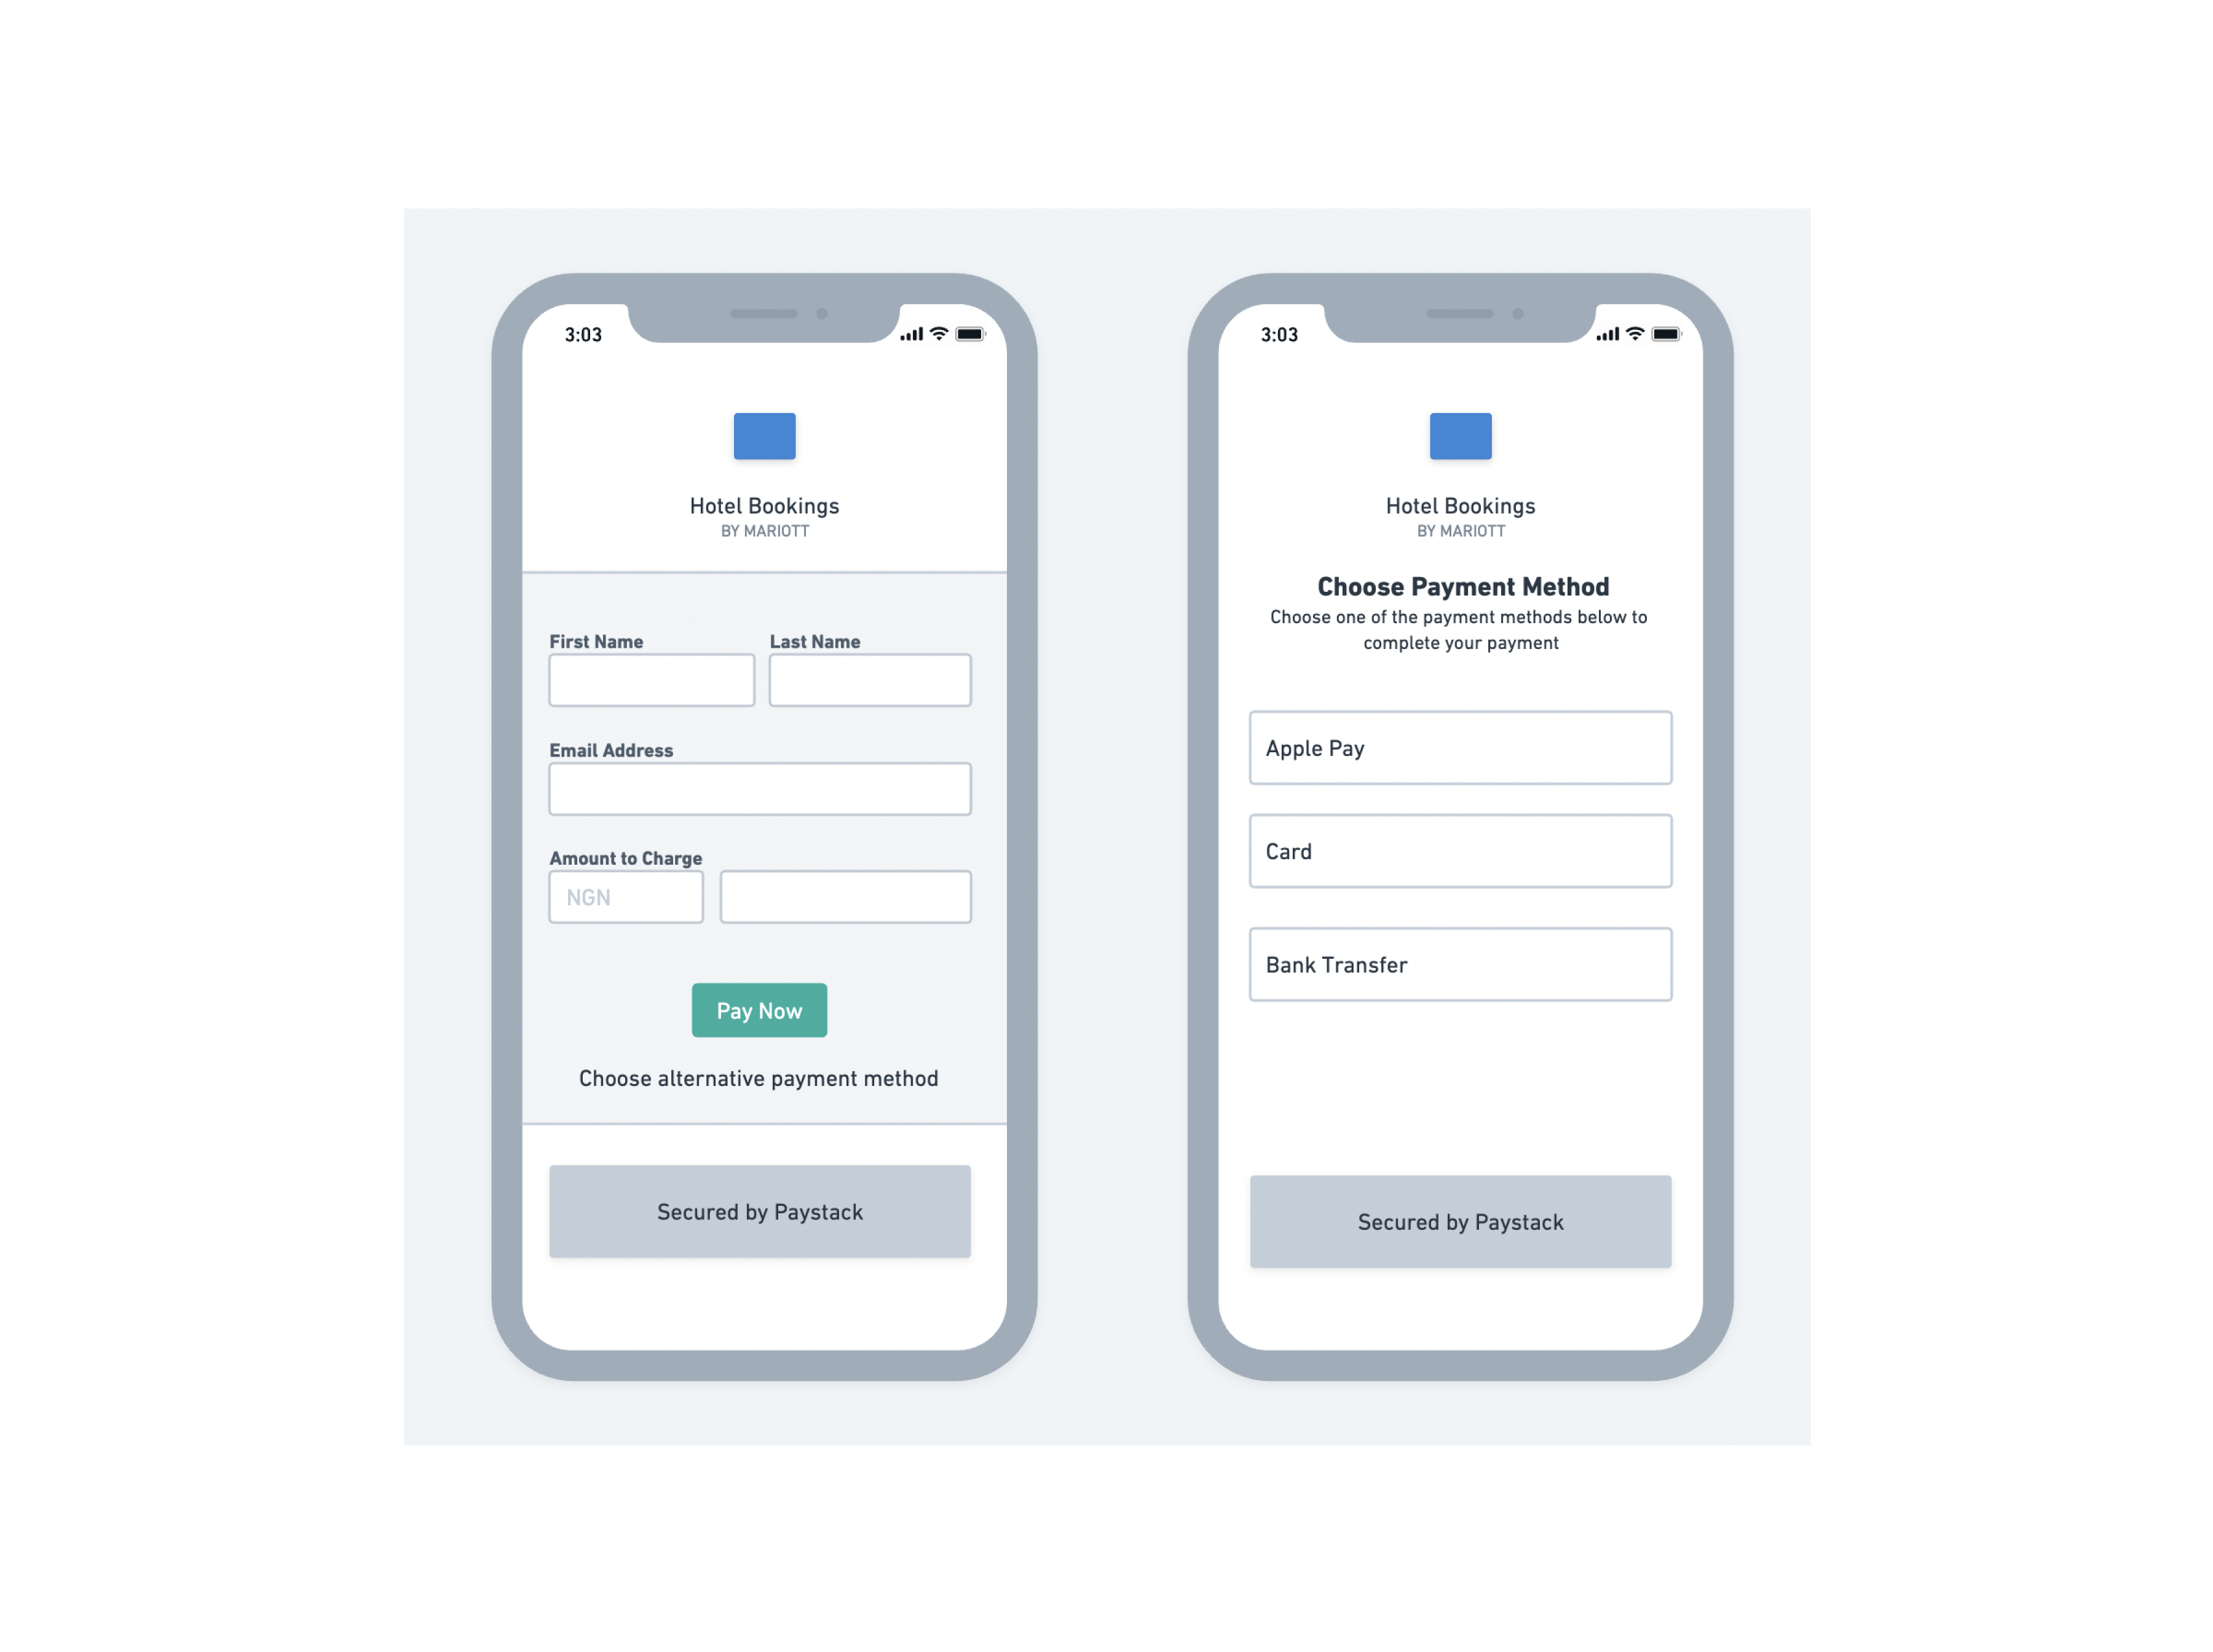 3:03
Hotel Bookings
BY MARIOTT
First Name
Last Name
Email Address
Amount to Charge
NGN
Pay Now
Choose alternative payment method
Secured by Paystack
3:03
Hotel Bookings
BY MARIOTT
Choose Payment Method
Choose one of the payment methods below to
complete your payment
Apple Pay
Card
Bank Transfer
Secured by Paystack